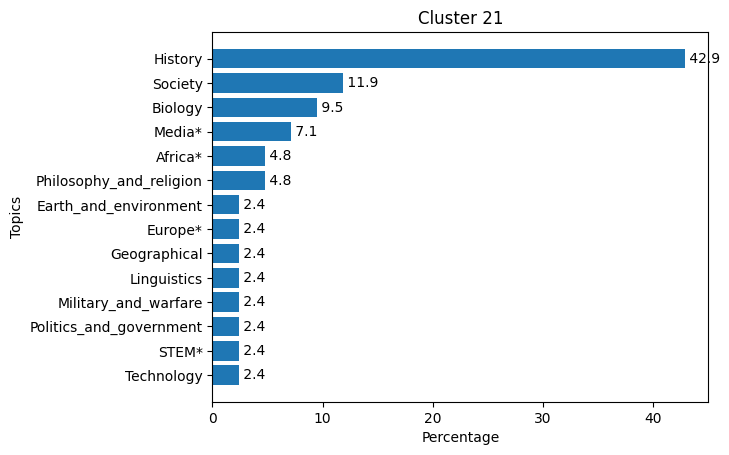 Cluster 21
Topics
History 42.9
Society 11.9
Biology 9.5
Media* 7.1
Africa* 4.8
Philosophy_and_religion 4.8
Earth_and_environment 2.4
Europe* 2.4
Geographical 2.4
Linguistics 2.4
Military_and_warfare 2.4
Politics_and_government 2.4
STEM* 2.4
Technology 2.4
0 10 20 30 40
Percentage